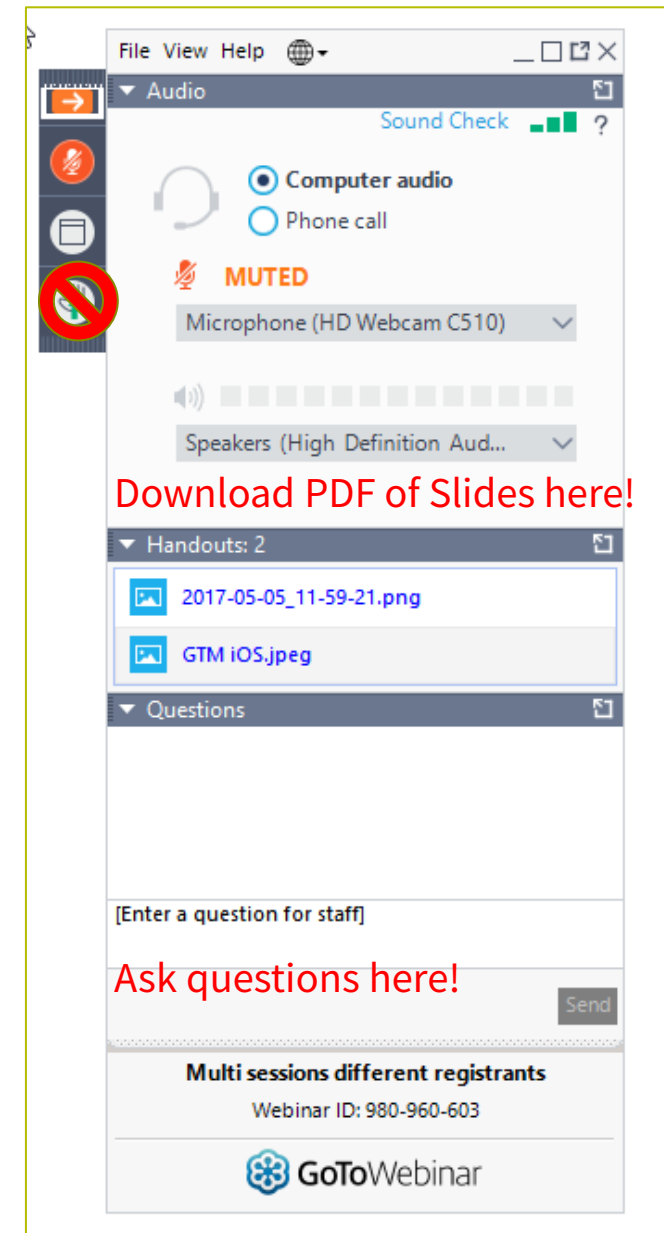 File View Help
Audio
Sound Check ?
Computer audio
Phone call
MUTED
Microphone (HD Webcam C510)
Speakers (High Definition Aud...
Download PDF of Slides here!
Handouts: 2
2017-05-05_11-59-21.png
GTM iOS.jpeg
Questions
[Enter a question for staff]
Ask questions here!
Send
Multi sessions different registrants
Webinar ID: 980-960-603
GoToWebinar